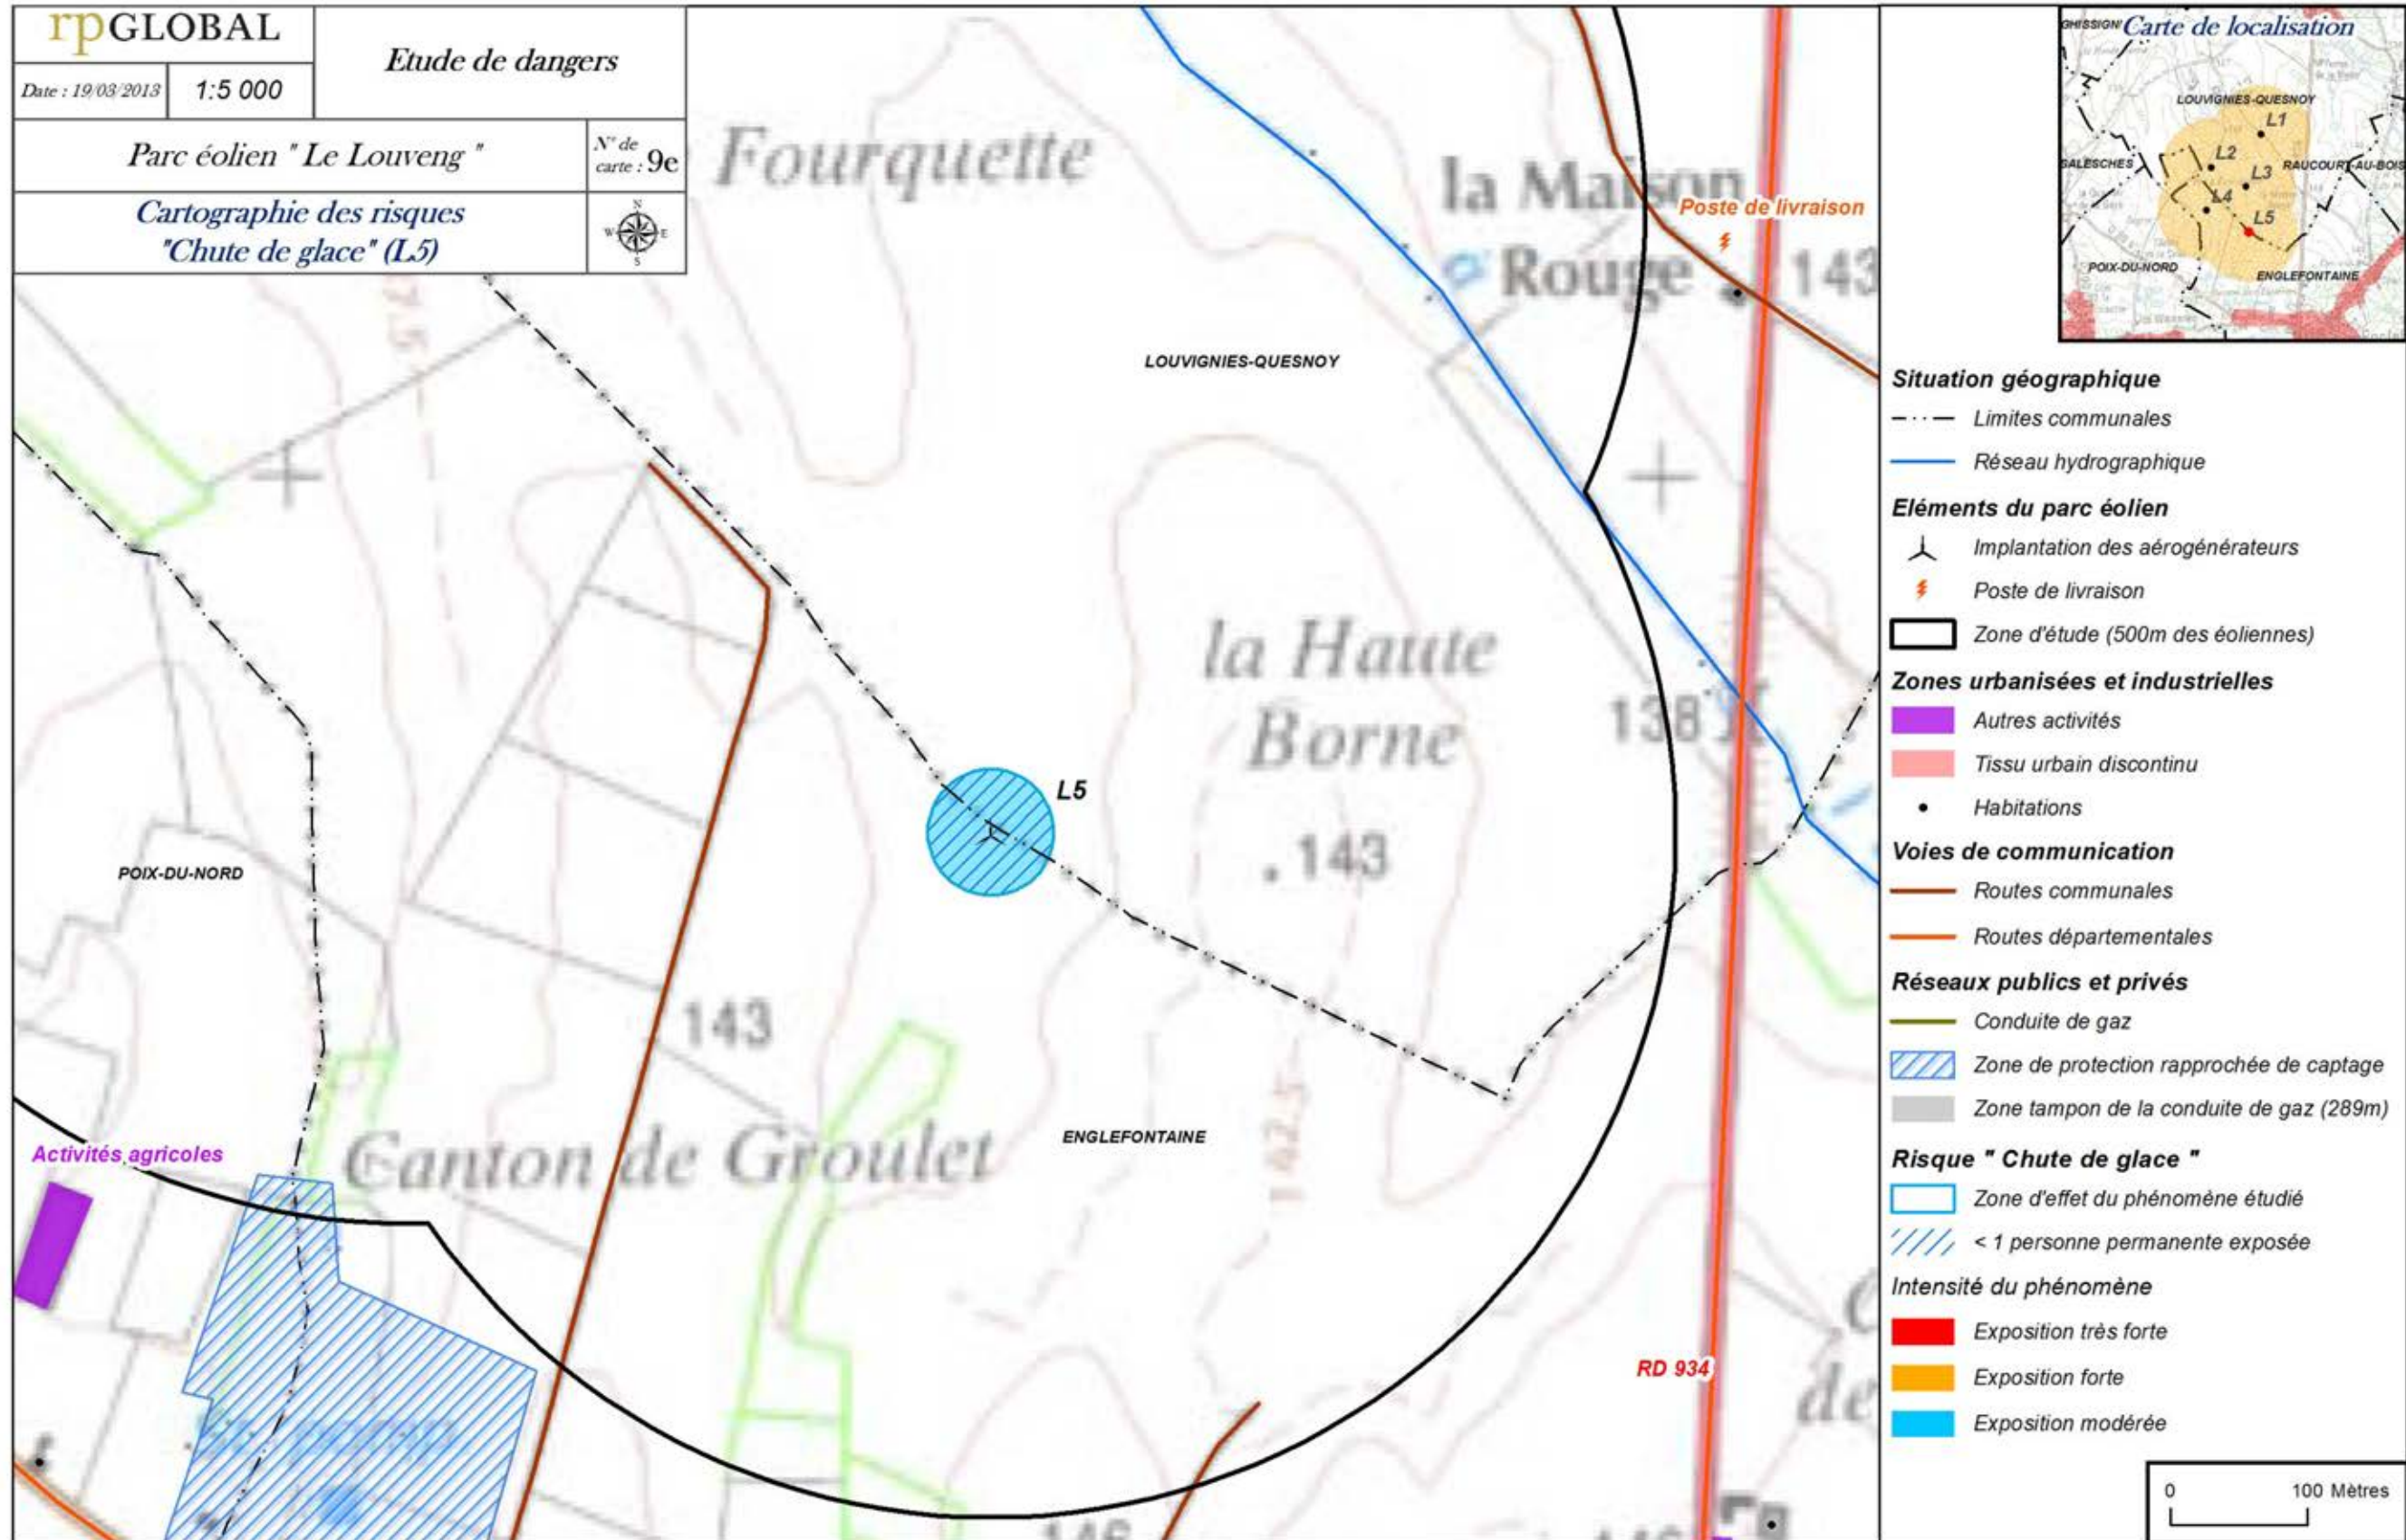 rpGLOBAL
Date : 19/03/2013
1:5 000
Etude de dangers
Parc éolien " Le Louveng "
N° de
carte : 9e
Cartographie des risques
"Chute de glace" (L5)
N
W
E
S
Fourquette
la Maison
Rouge
Poste de livraison
143
LOUVIGNIES-QUESNOY
la Haute
Borne
138
L5
143
POIX-DU-NORD
143
Canton de Groulet
ENGLEFONTAINE
142,5
Activités agricoles
RD 934
de
146
Carte de localisation
LOUVIGNIES-QUESNOY
L1
SALESCHES
L2
RAUCOURT-AU-BOIS
L3
L4
L5
POIX-DU-NORD
ENGLEFONTAINE
Situation géographique
Limites communales
Réseau hydrographique
Eléments du parc éolien
Implantation des aérogénérateurs
Poste de livraison
Zone d'étude (500m des éoliennes)
Zones urbanisées et industrielles
Autres activités
Tissu urbain discontinu
Habitations
Voies de communication
Routes communales
Routes départementales
Réseaux publics et privés
Conduite de gaz
Zone de protection rapprochée de captage
Zone tampon de la conduite de gaz (289m)
Risque " Chute de glace "
Zone d'effet du phénomène étudié
< 1 personne permanente exposée
Intensité du phénomène
Exposition très forte
Exposition forte
Exposition modérée
0
100 Mètres